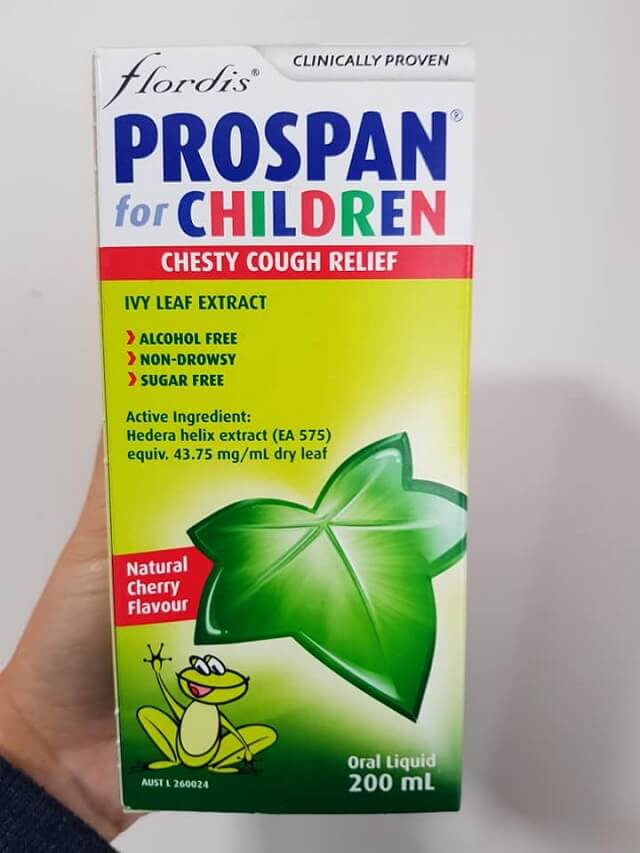 flordis®
CLINICALLY PROVEN
PROSPAN®
for CHILDREN
CHESTY COUGH RELIEF
IVY LEAF EXTRACT
ALCOHOL FREE
NON-DROWSY
SUGAR FREE
Active Ingredient:
Hedera helix extract (EA 575)
equiv. 43.75 mg/mL dry leaf
Natural
Cherry
Flavour
AUST L 260024
Oral Liquid
200 mL